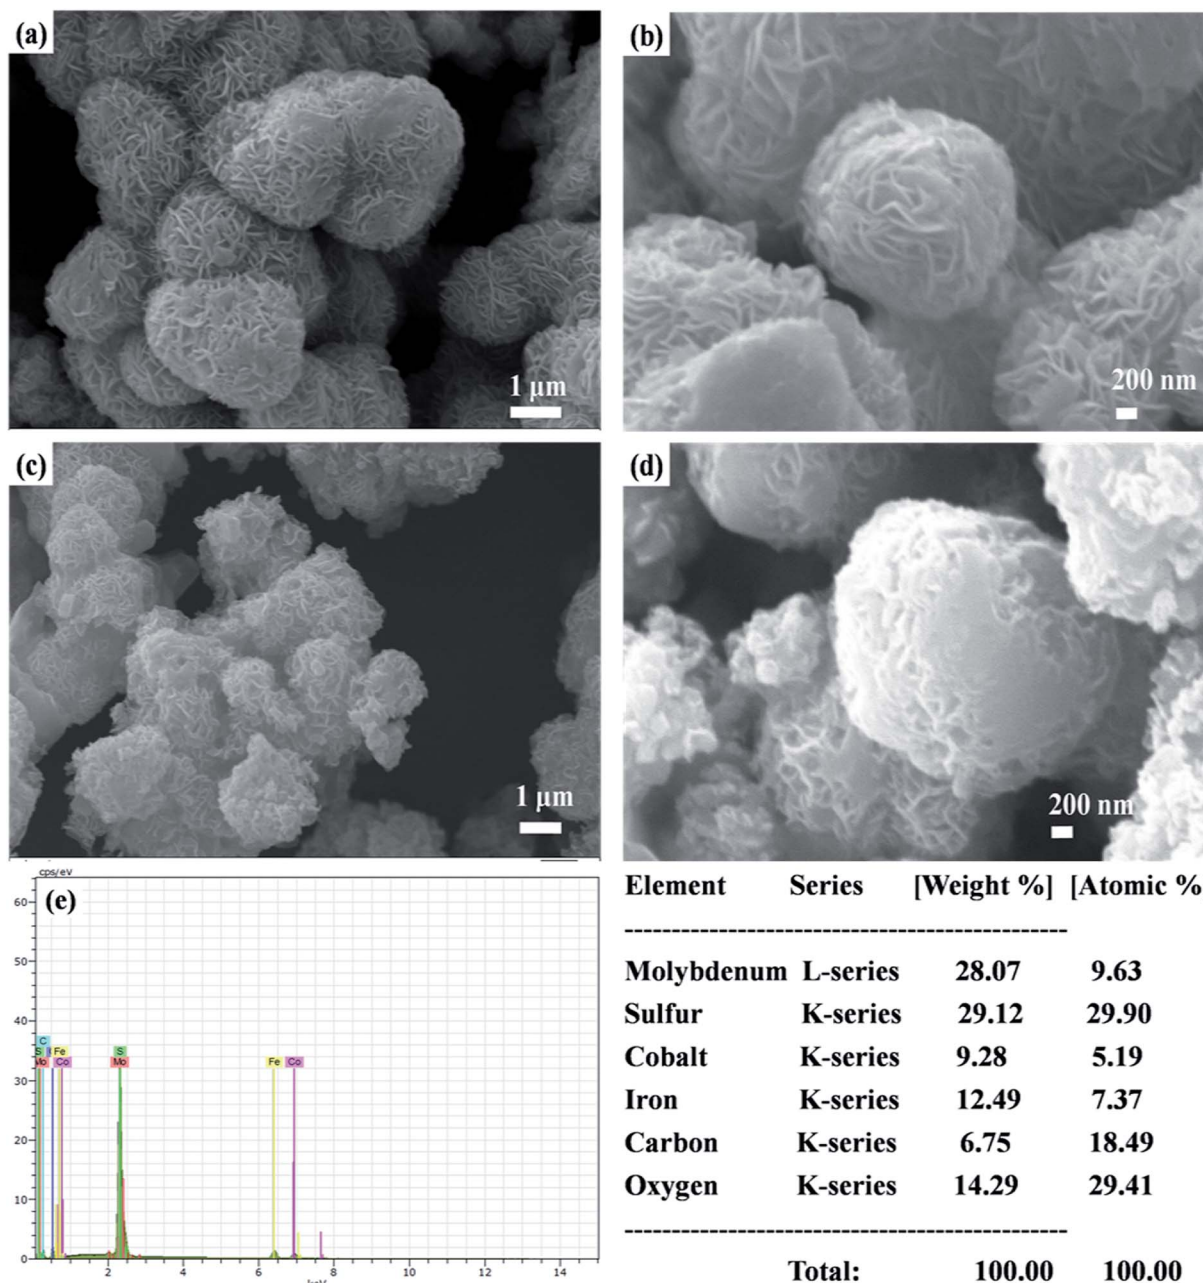 (a)
1 μm
(b)
200 nm
(c)
1 μm
(d)
200 nm
(e)
cps/eV
60
50
40
30
20
10
0
C
S Fe
Mo Co
S
Mo
Fe Co
2 4 6 8 10 12 14
Element Series [Weight %] [Atomic %
---------------------------------------------
Molybdenum L-series 28.07 9.63
Sulfur K-series 29.12 29.90
Cobalt K-series 9.28 5.19
Iron K-series 12.49 7.37
Carbon K-series 6.75 18.49
Oxygen K-series 14.29 29.41
---------------------------------------------
Total: 100.00 100.00